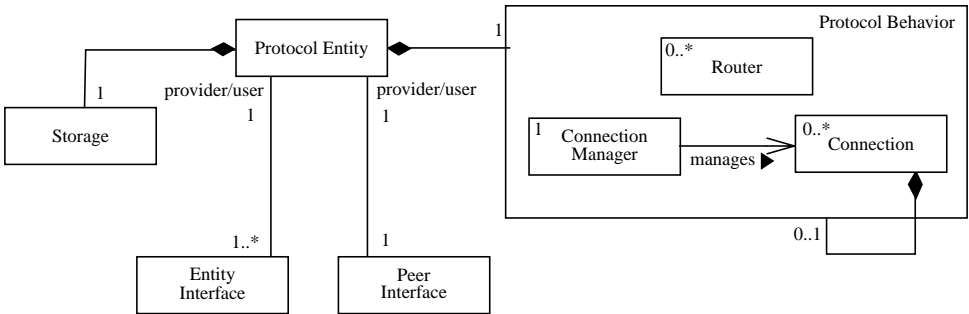 Protocol Behavior
1
Protocol Entity
0..*
Router
provider/user
provider/user
1
1
1
Storage
1
Connection
Manager
manages
0..*
Connection
0..1
1..*
1
Entity
Interface
Peer
Interface